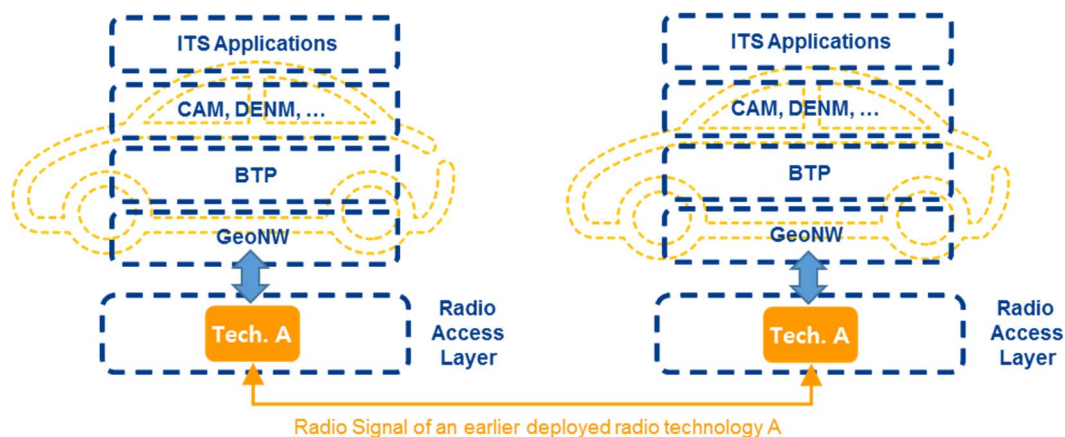 ITS Applications
CAM, DENM, ...
BTP
GeoNW
Tech. A
Radio
Access
Layer
ITS Applications
CAM, DENM, ...
BTP
GeoNW
Tech. A
Radio
Access
Layer
Radio Signal of an earlier deployed radio technology A